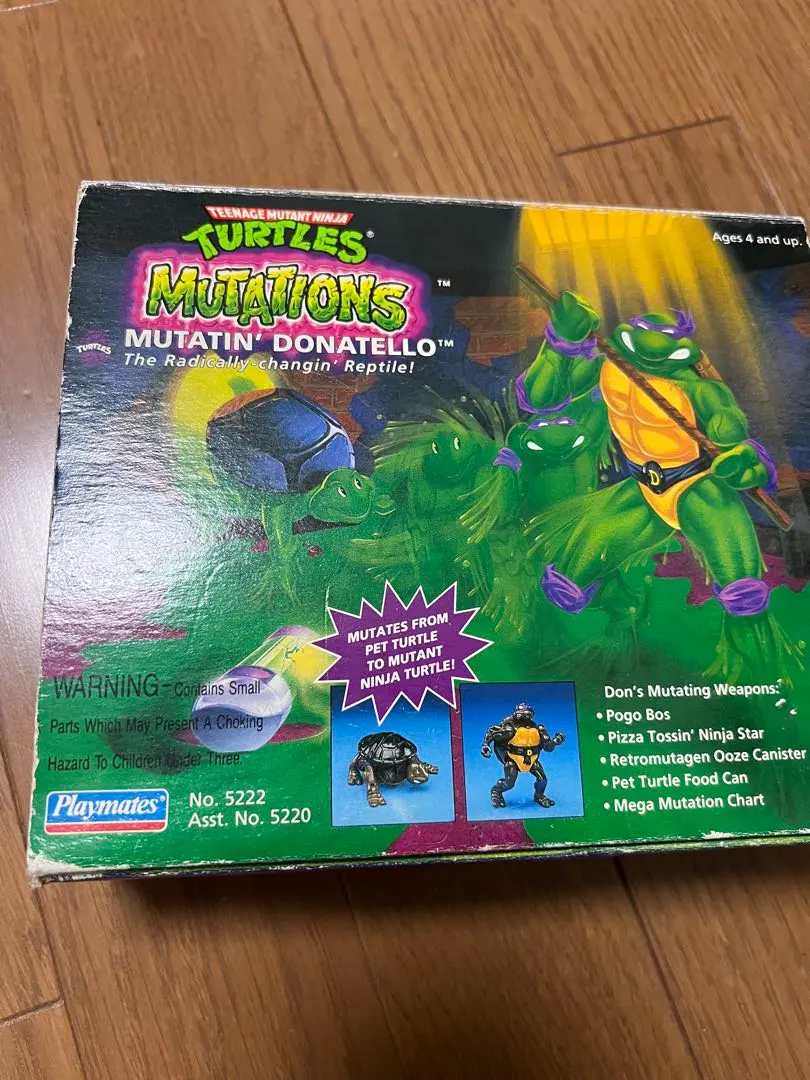 TEENAGE MUTANT NINJA
TURTLES®
MUTATIONS™
MUTATIN' DONATELLO™
The Radically-changin' Reptile!
Ages 4 and up.
TURTLES
D
MUTATES FROM
PET TURTLE
TO MUTANT
NINJA TURTLE!
WARNING-Contains Small
Parts Which May Present A Choking
Hazard To Children Under Three.
Playmates®
No. 5222
Asst. No. 5220
D
Don's Mutating Weapons:
• Pogo Bos
• Pizza Tossin' Ninja Star
• Retromutagen Ooze Canister
• Pet Turtle Food Can
• Mega Mutation Chart